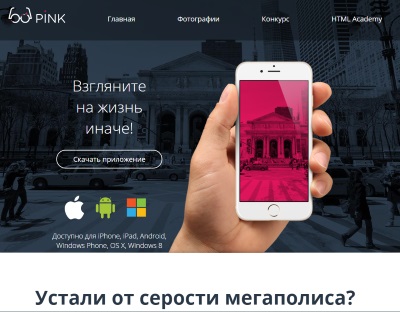 PINK
Главная
Фотографии
Конкурс
HTML Academy
Взгляните
на жизнь
иначе!
Скачать приложение
Доступно для iPhone, iPad, Android,
Windows Phone, OS X, Windows 8
Устали от серости мегаполиса?